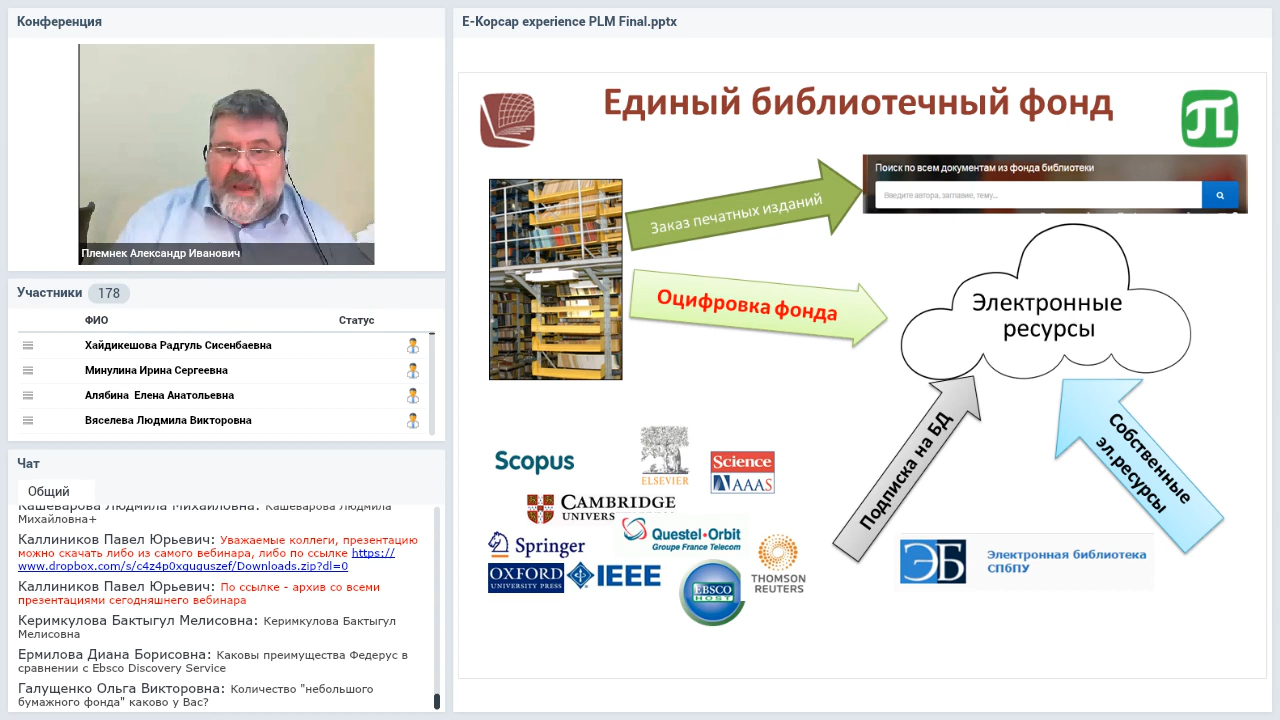 Конференция
Племнек Александр Иванович
Участники 178
ФИО Статус
Хайдикешова Радгуль Сисенбаевна
Минулина Ирина Сергеевна
Алябина Елена Анатольевна
Вяселева Людмила Викторовна
Чат
Общий
Кашеварова Людмила Михайловна: Кашеварова Людмила
Михайловна+
Каллиников Павел Юрьевич: Уважаемые коллеги, презентацию
можно скачать либо из самого вебинара, либо по ссылке https://
www.dropbox.com/s/c4z4p0xguguszef/Downloads.zip?dl=0
Каллиников Павел Юрьевич: По ссылке - архив со всеми
презентациями сегодняшнего вебинара
Керимкулова Бактыгул Мелисовна: Керимкулова Бактыгул
Мелисовна
Ермилова Диана Борисовна: Каковы преимущества Федерус в
сравнении с Ebsco Discovery Service
Галущенко Ольга Викторовна: Количество "небольшого
бумажного фонда" каково у Вас?
E-Kopcap experience PLM Final.pptx
Единый библиотечный фонд
Поиск по всем документам из фонда библиотеки
Введите автора, заглавие, тему...
Заказ печатных изданий
Оцифровка фонда
Электронные
ресурсы
Подписка на БД
Собственные
эл.ресурсы
Scopus
ELSEVIER
Science
AAAS
CAMBRIDGE
UNIVERS
Questel·Orbit
Groupe France Telecom
Springer
OXFORD
UNIVERSITY PRESS
IEEE
EBSCO
HOST
THOMSON
REUTERS
ЭБ
Электронная библиотека
СПбПУ